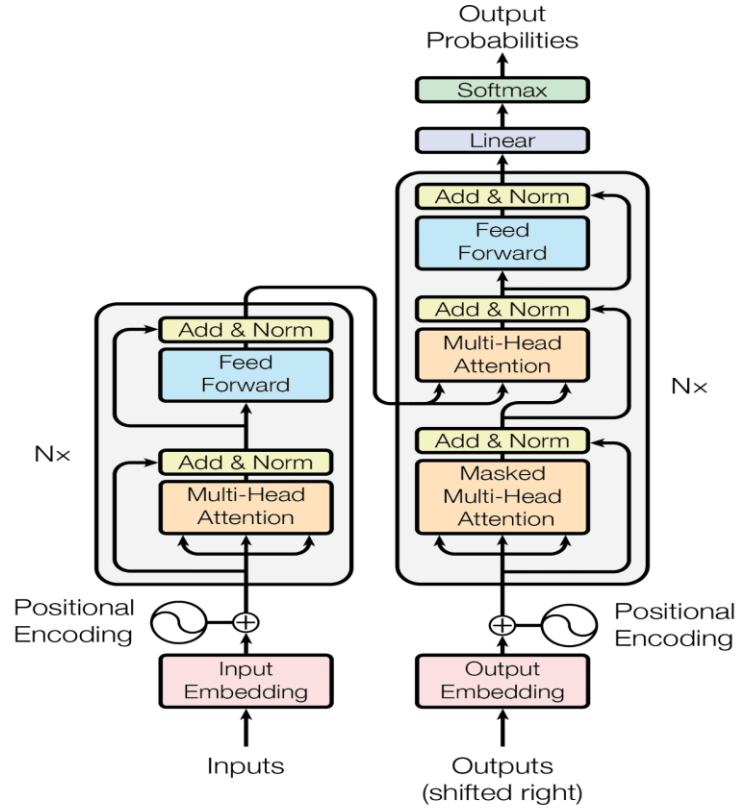 Output
Probabilities
Softmax
Linear
Add & Norm
Feed
Forward
Add & Norm
Multi-Head
Attention
Add & Norm
Masked
Multi-Head
Attention
Nx
Add & Norm
Feed
Forward
Add & Norm
Multi-Head
Attention
Nx
Positional
Encoding
Positional
Encoding
Input
Embedding
Output
Embedding
Inputs
Outputs
(shifted right)